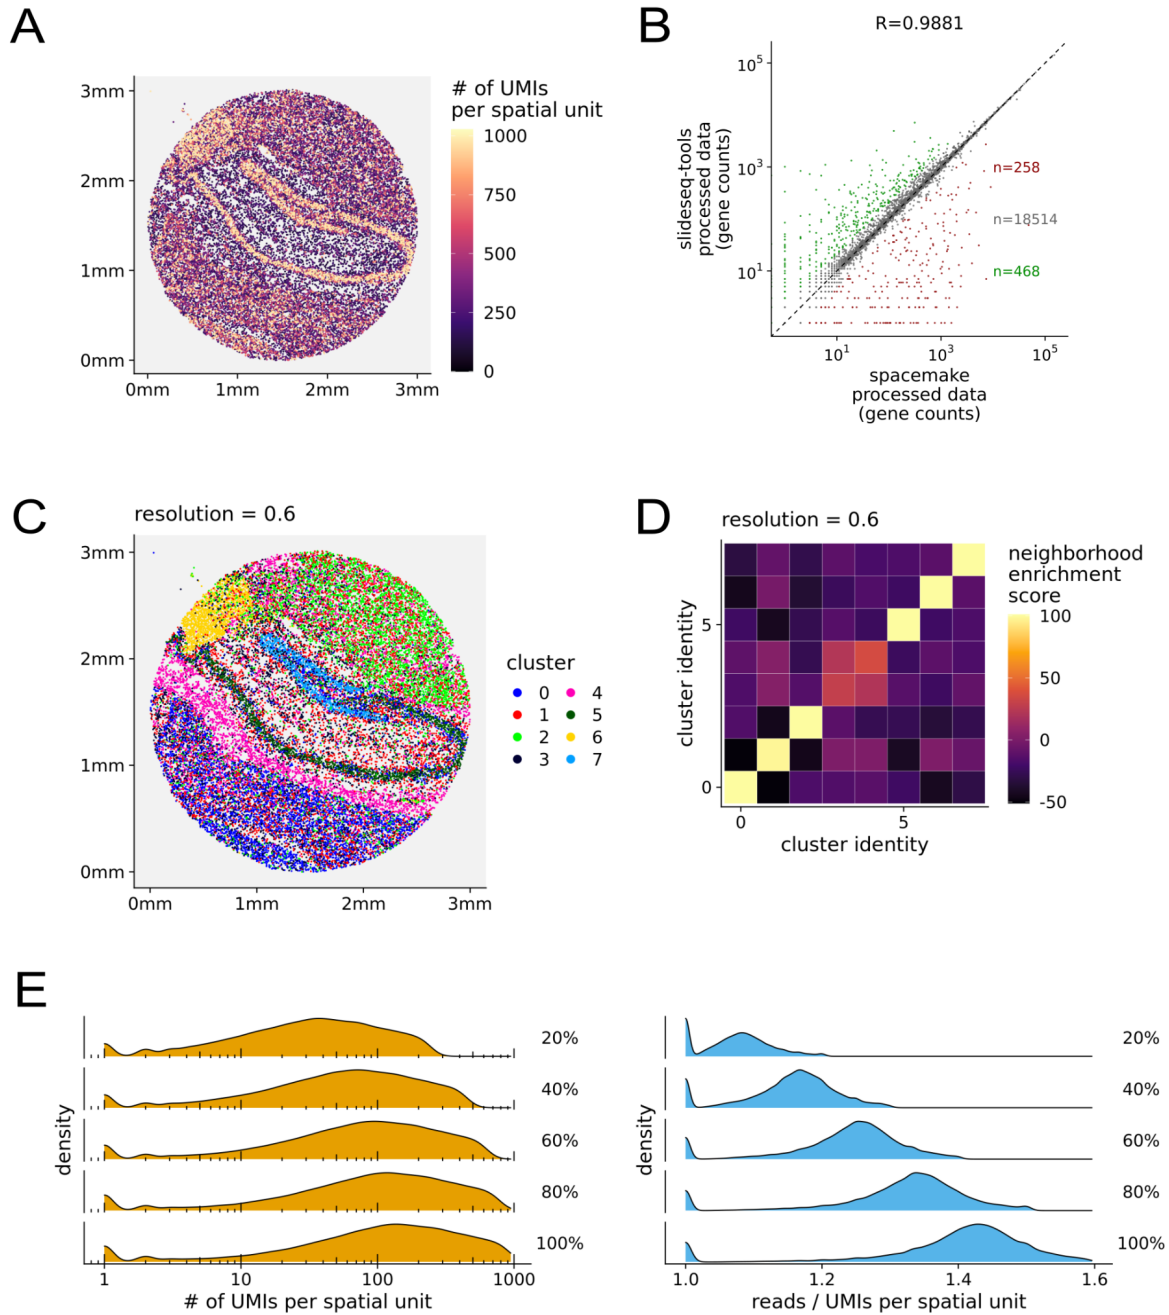 A
# of UMIs
per spatial unit
3mm
2mm
1mm
0mm
0mm
1mm
2mm
3mm
1000
750
500
250
0
B
R=0.9881
10^5
10^3
10^1
slideseq-tools
processed data
(gene counts)
n=258
n=18514
n=468
10^1
10^3
10^5
spacemake
processed data
(gene counts)
C
resolution = 0.6
3mm
2mm
1mm
0mm
0mm
1mm
2mm
3mm
cluster
0
1
2
3
4
5
6
7
D
resolution = 0.6
5
0
cluster identity
0
5
cluster identity
neighborhood
enrichment
score
100
50
0
-50
E
density
20%
40%
60%
80%
100%
1
10
100
1000
# of UMIs per spatial unit
density
20%
40%
60%
80%
100%
1.0
1.2
1.4
1.6
reads / UMIs per spatial unit